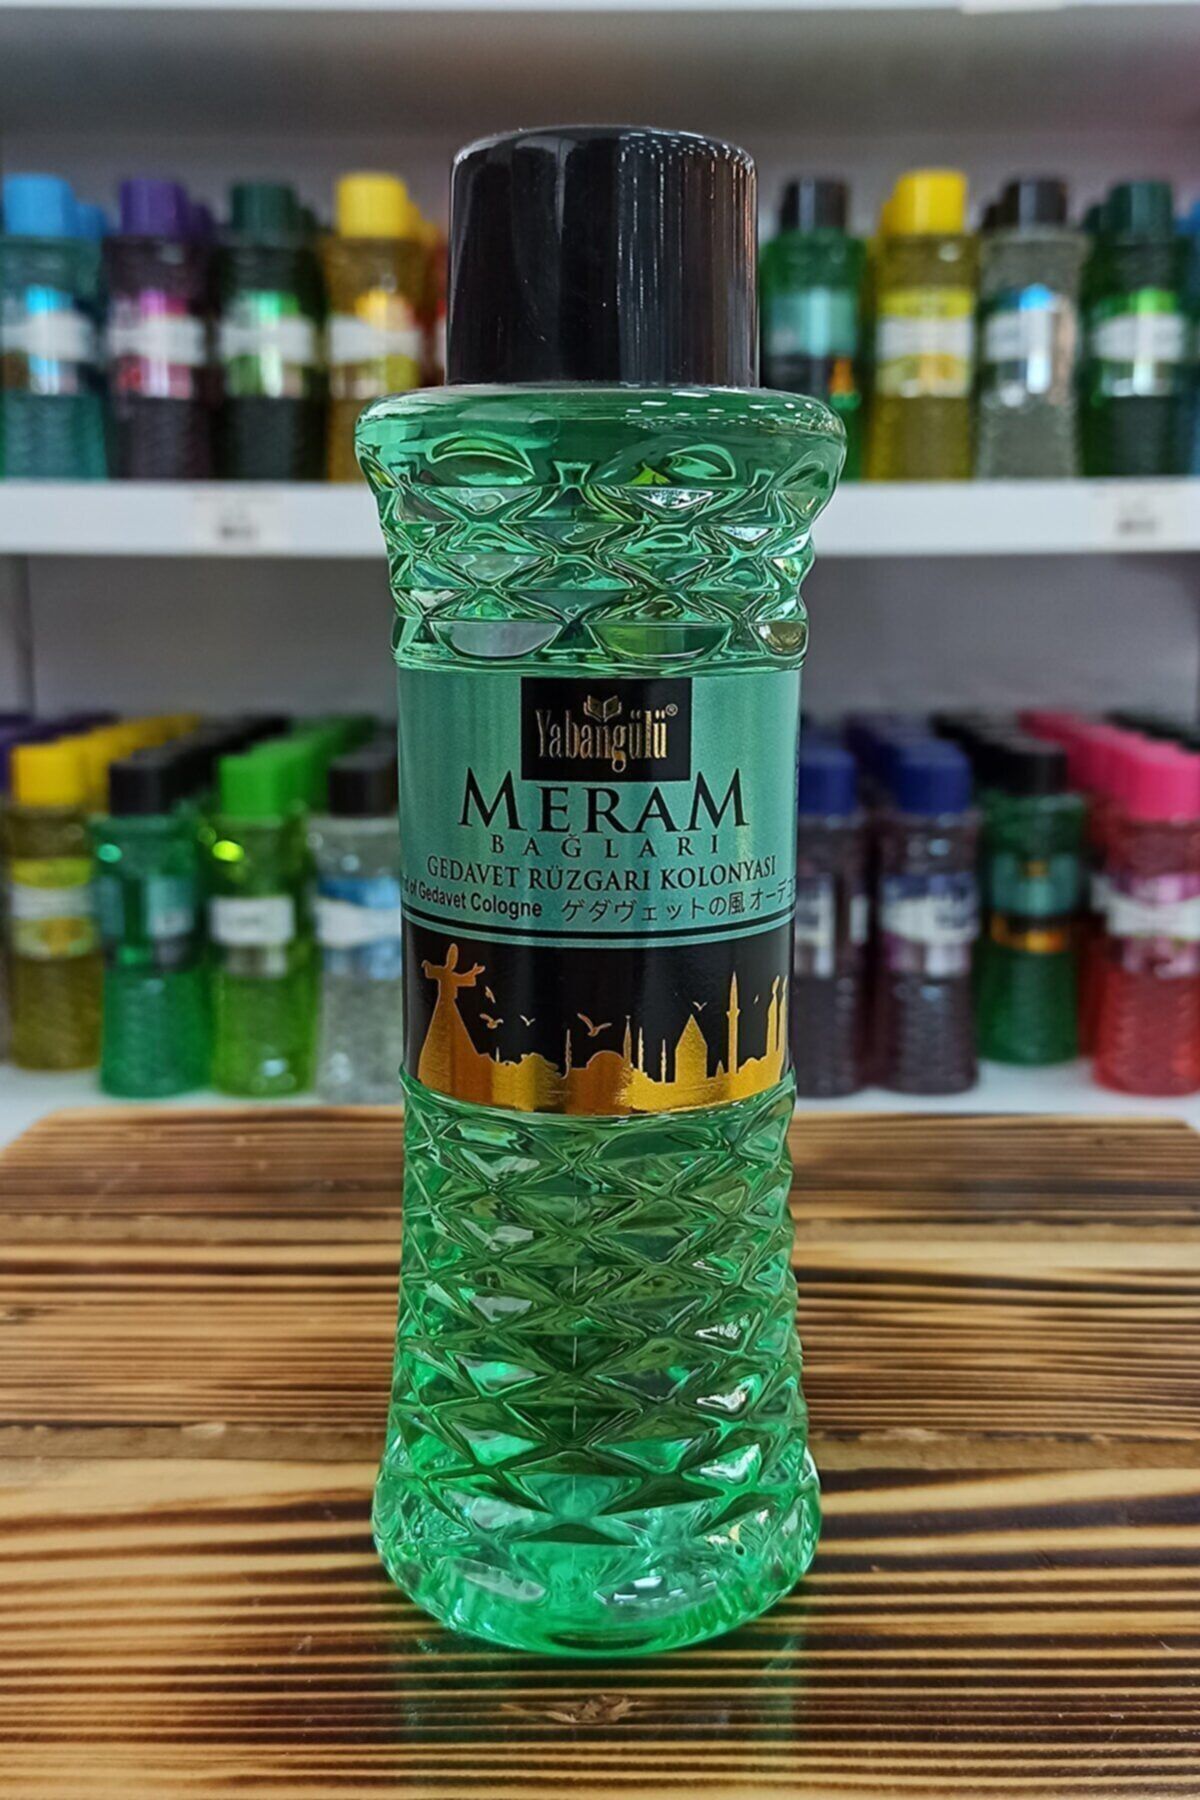 Yabangülü®
MERAM
BAĞLARI
GEDAVET RÜZGARI KOLONYASI
of Gedavet Cologne ゲダヴェットの風 オーデ